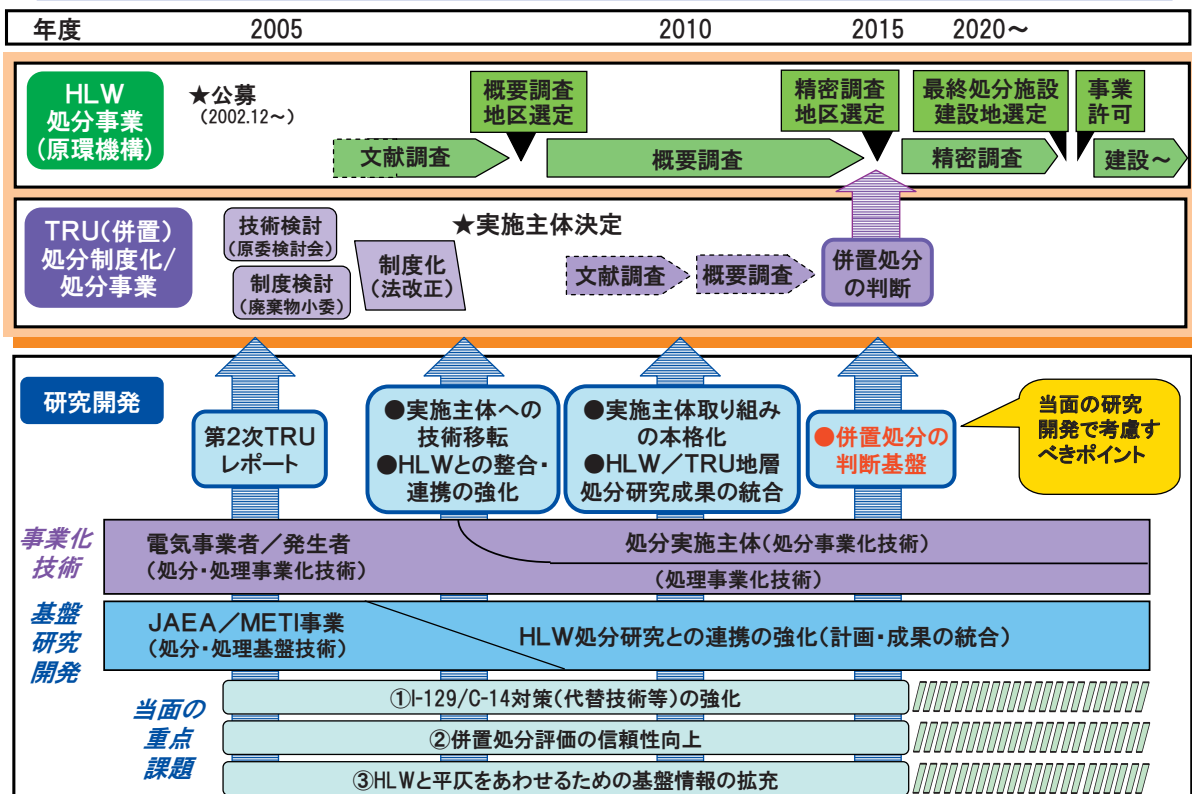 年度
2005
2010
2015
2020～
HLW
処分事業
(原環機構)
★公募
(2002.12～)
概要調査
地区選定
精密調査
地区選定
最終処分施設
建設地選定
事業
許可
文献調査
概要調査
精密調査
建設～
TRU(併置)
処分制度化/
処分事業
技術検討
(原委検討会)
制度検討
(廃棄物小委)
制度化
(法改正)
★実施主体決定
文献調査
概要調査
併置処分
の判断
研究開発
第2次TRU
レポート
●実施主体への
技術移転
●HLWとの整合・
連携の強化
●実施主体取り組み
の本格化
●HLW／TRU地層
処分研究成果の統合
●併置処分の
判断基盤
当面の研究
開発で考慮す
べきポイント
事業化
技術
電気事業者／発生者
(処分・処理事業化技術)
処分実施主体(処分事業化技術)
(処理事業化技術)
基盤
研究
開発
JAEA／METI事業
(処分・処理基盤技術)
HLW処分研究との連携の強化(計画・成果の統合)
当面の
重点
課題
①I-129/C-14対策(代替技術等)の強化
②併置処分評価の信頼性向上
③HLWと平仄をあわせるための基盤情報の拡充